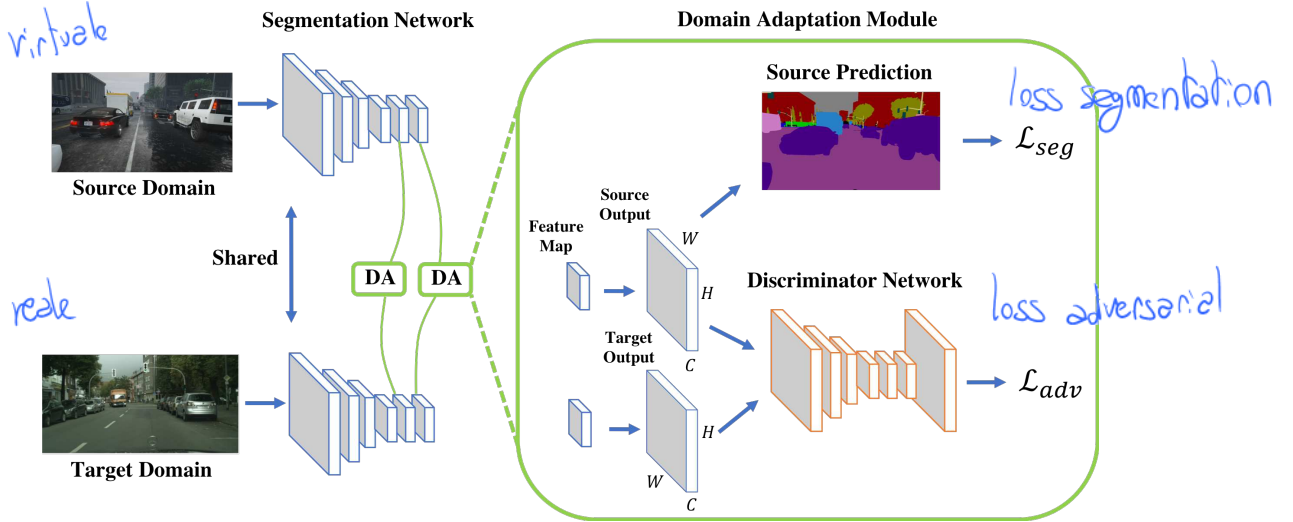 Segmentation Network
Domain Adaptation Module
virtuale
Source Domain
Source Prediction
loss segmentation
ℒseg
Shared
DA
DA
Feature
Map
Source
Output
W
H
C
Discriminator Network
reale
Target Domain
Target
Output
H
W
C
loss adversarial
ℒadv